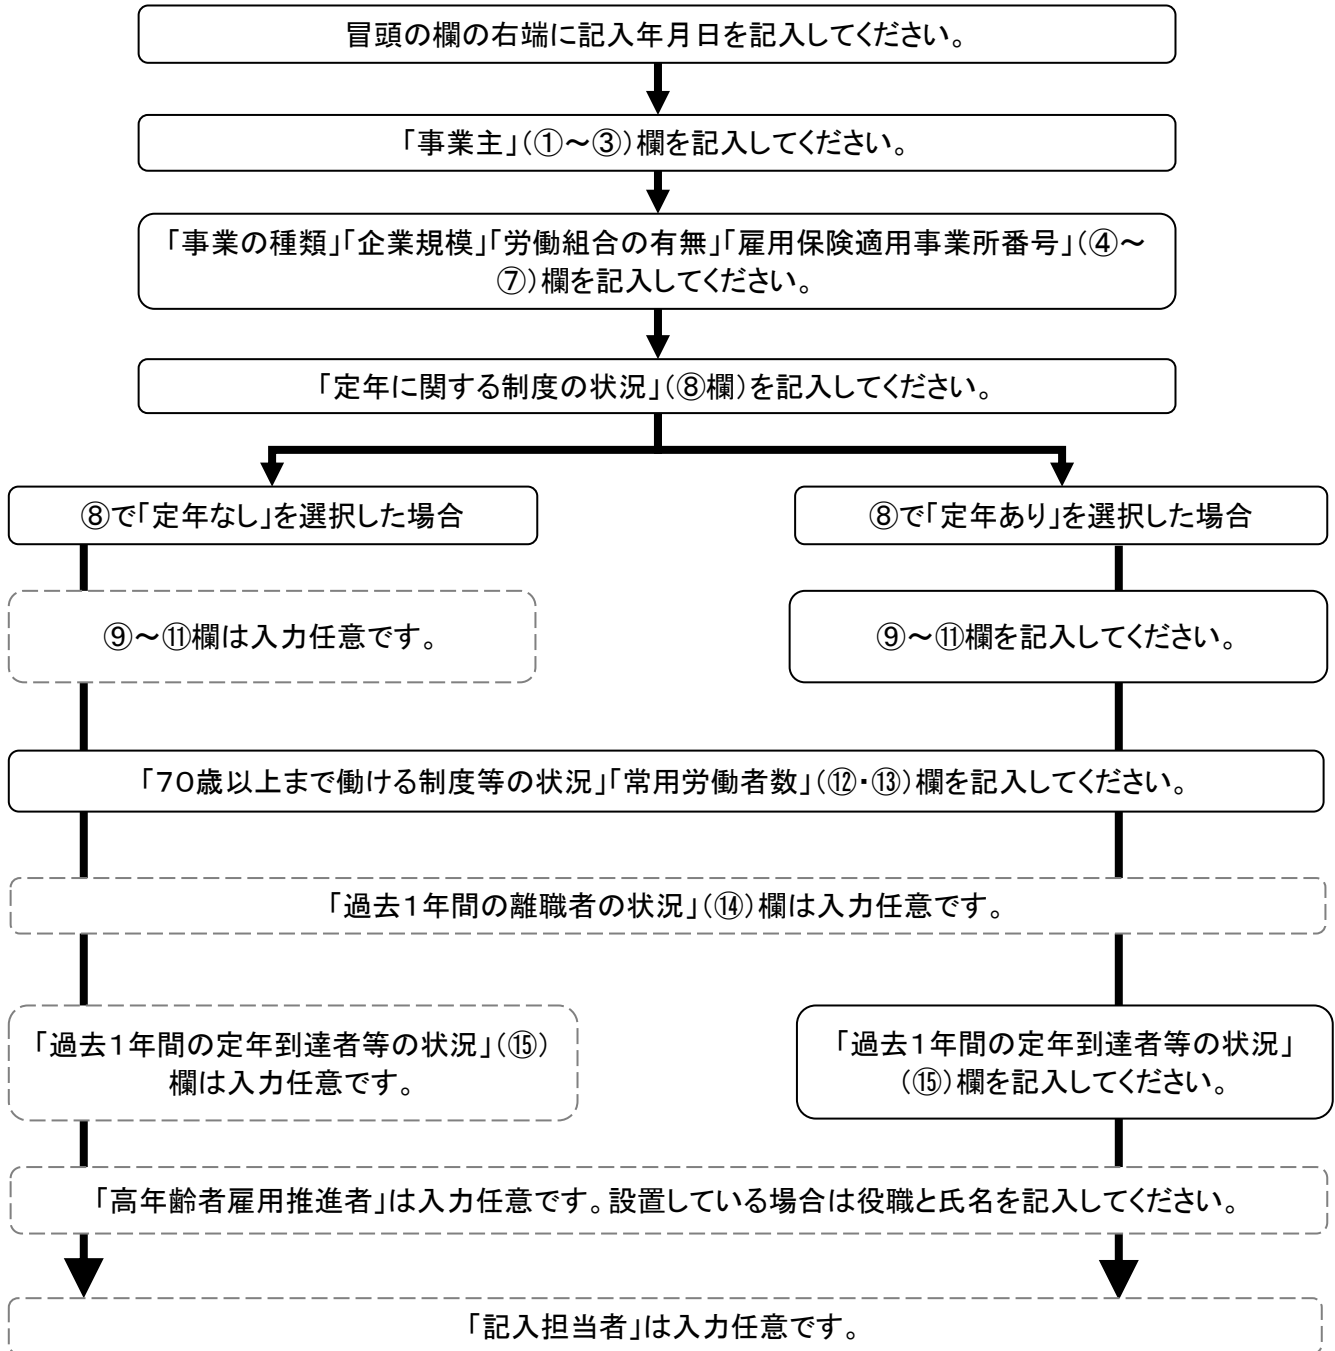 冒頭の欄の右端に記入年月日を記入してください。
「事業主」(①～③)欄を記入してください。
「事業の種類」「企業規模」「労働組合の有無」「雇用保険適用事業所番号」(④～
⑦)欄を記入してください。
「定年に関する制度の状況」(⑧欄)を記入してください。
⑧で「定年なし」を選択した場合
⑧で「定年あり」を選択した場合
⑨～⑪欄は入力任意です。
⑨～⑪欄を記入してください。
「70歳以上まで働ける制度等の状況」「常用労働者数」(⑫・⑬)欄を記入してください。
「過去1年間の離職者の状況」(⑭)欄は入力任意です。
「過去1年間の定年到達者等の状況」(⑮)
欄は入力任意です。
「過去1年間の定年到達者等の状況」
(⑮)欄を記入してください。
「高年齢者雇用推進者」は入力任意です。設置している場合は役職と氏名を記入してください。
「記入担当者」は入力任意です。